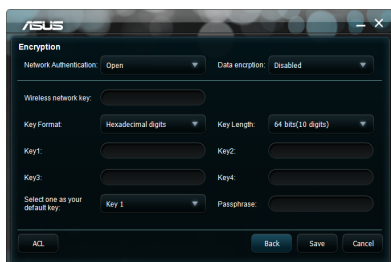 ASUS
Encryption
Network Authentication: Open Data encrption: Disabled
Wireless network key:
Key Format: Hexadecimal digits Key Length: 64 bits(10 digits)
Key1: Key2:
Key3: Key4:
Select one as your
default key: Key 1 Passphrase:
ACL Back Save Cancel